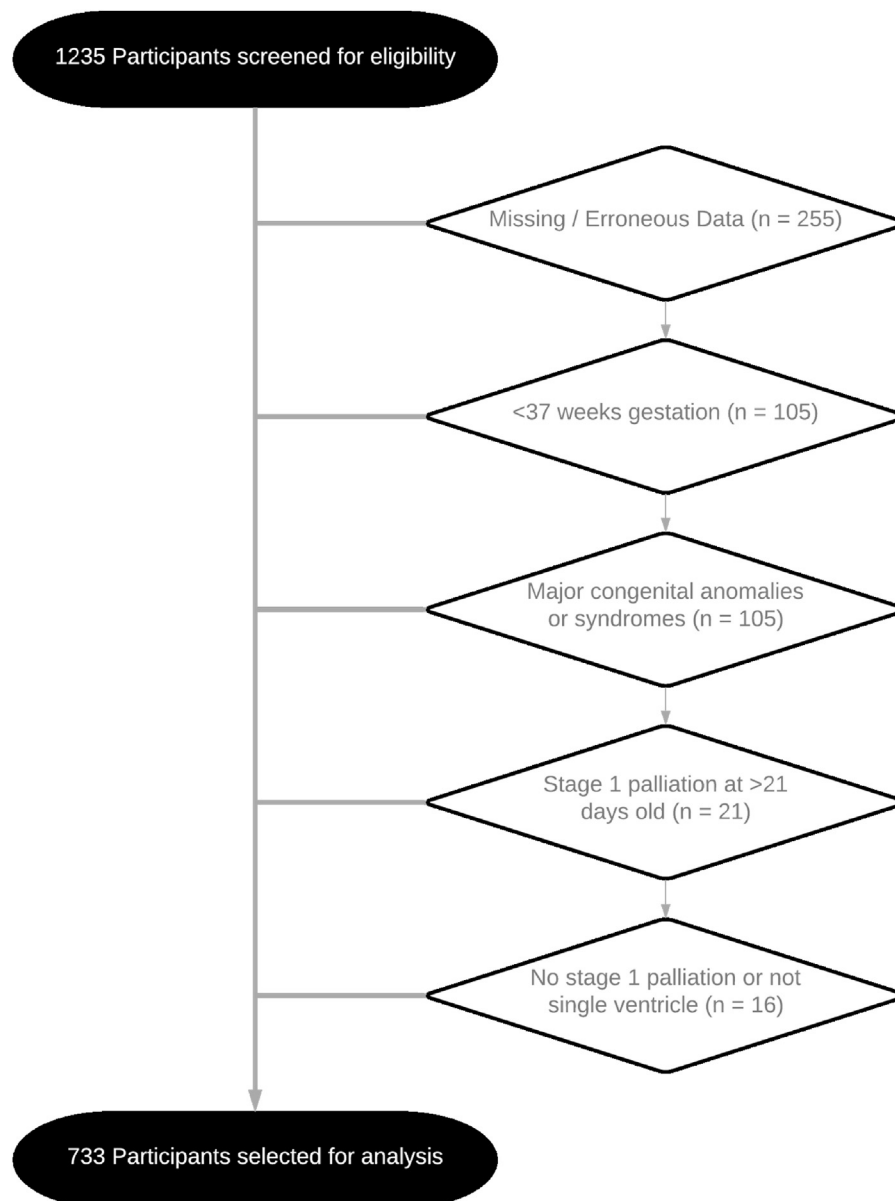 1235 Participants screened for eligibility
Missing / Erroneous Data (n = 255)
<37 weeks gestation (n = 105)
Major congenital anomalies
or syndromes (n = 105)
Stage 1 palliation at >21
days old (n = 21)
No stage 1 palliation or not
single ventricle (n = 16)
733 Participants selected for analysis